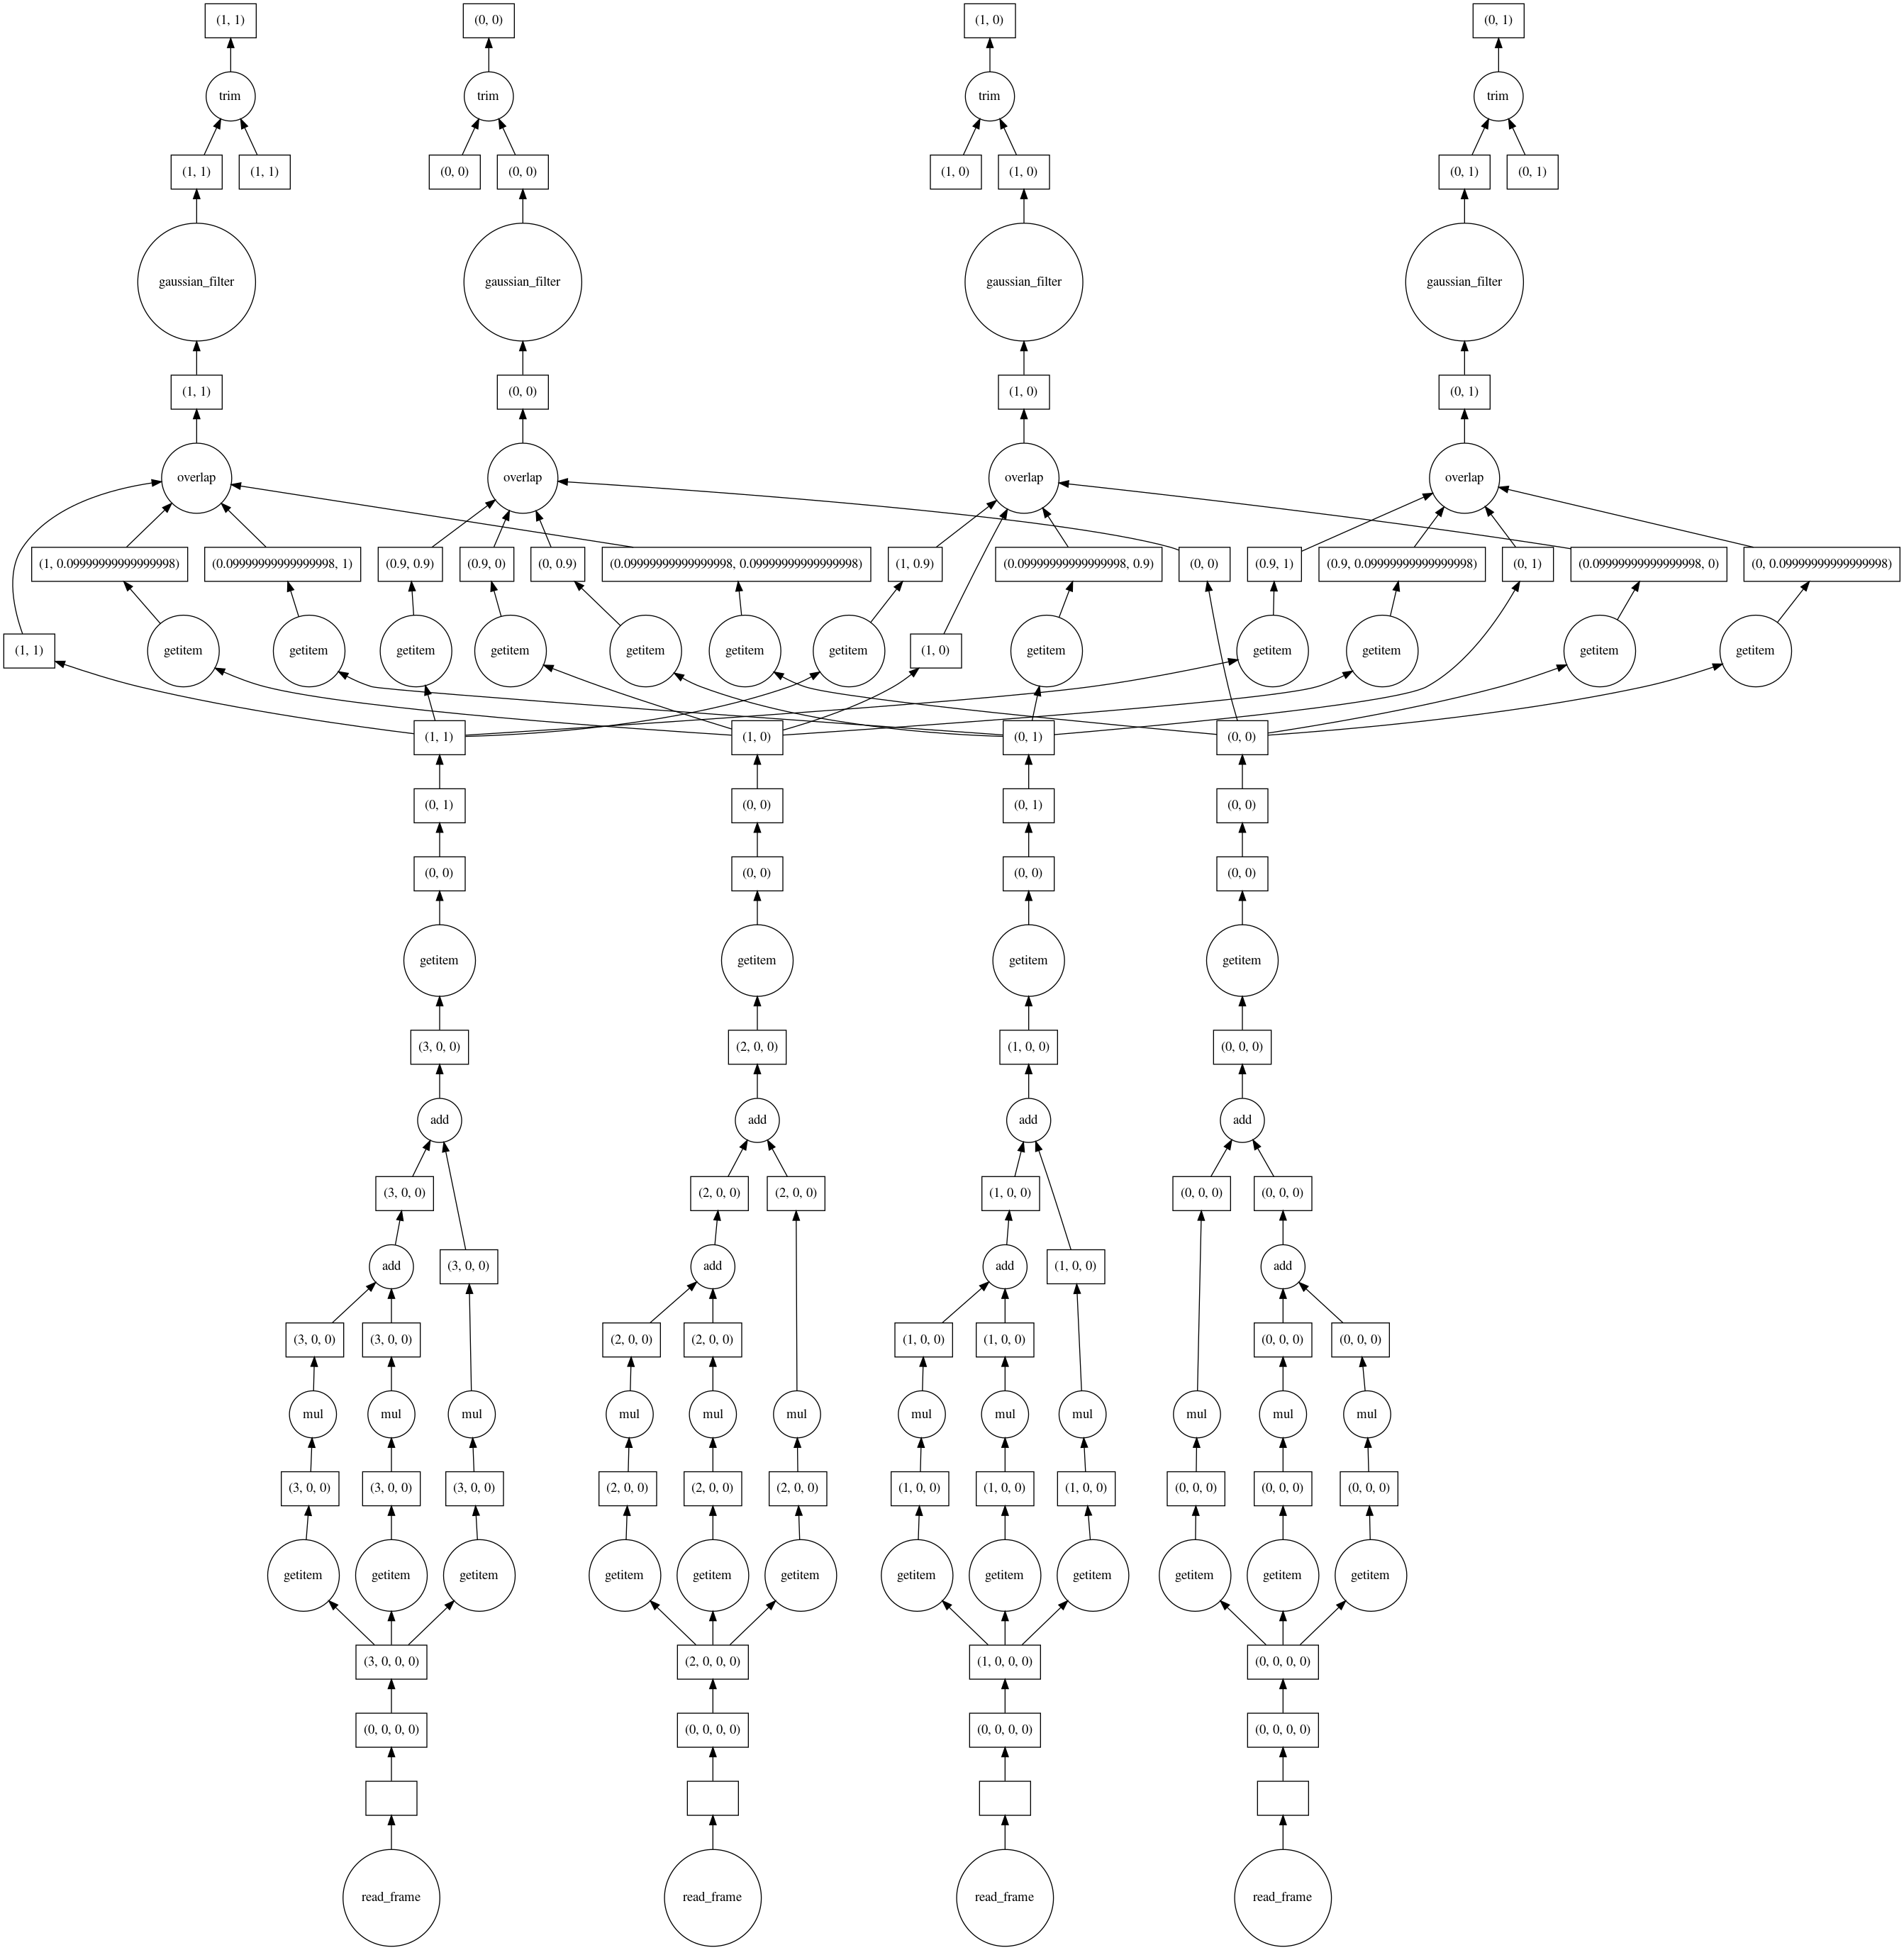 (1, 1)
(0, 0)
(1, 0)
(0, 1)
trim
trim
trim
trim
(1, 1)
(1, 1)
(0, 0)
(0, 0)
(1, 0)
(1, 0)
(0, 1)
(0, 1)
gaussian_filter
gaussian_filter
gaussian_filter
gaussian_filter
(1, 1)
(0, 0)
(1, 0)
(0, 1)
overlap
overlap
overlap
overlap
(1, 0.09999999999999998)
(0.09999999999999998, 1)
(0.9, 0.9)
(0.9, 0)
(0, 0.9)
(0.09999999999999998, 0.09999999999999998)
(1, 0.9)
(0.09999999999999998, 0.9)
(0, 0)
(0.9, 1)
(0.9, 0.09999999999999998)
(0, 1)
(0.09999999999999998, 0)
(0, 0.09999999999999998)
(1, 1)
getitem
getitem
getitem
getitem
getitem
getitem
getitem
(1, 0)
getitem
getitem
getitem
getitem
getitem
(1, 1)
(1, 0)
(0, 1)
(0, 0)
(0, 1)
(0, 0)
(0, 1)
(0, 0)
(0, 0)
(0, 0)
(0, 0)
(0, 0)
getitem
getitem
getitem
getitem
(3, 0, 0)
(2, 0, 0)
(1, 0, 0)
(0, 0, 0)
add
add
add
add
(3, 0, 0)
(2, 0, 0)
(2, 0, 0)
(1, 0, 0)
(0, 0, 0)
(0, 0, 0)
add
(3, 0, 0)
add
add
(1, 0, 0)
add
(3, 0, 0)
(3, 0, 0)
(2, 0, 0)
(2, 0, 0)
(1, 0, 0)
(1, 0, 0)
(0, 0, 0)
(0, 0, 0)
mul
mul
mul
mul
mul
mul
mul
mul
mul
mul
mul
mul
(3, 0, 0)
(3, 0, 0)
(3, 0, 0)
(2, 0, 0)
(2, 0, 0)
(2, 0, 0)
(1, 0, 0)
(1, 0, 0)
(1, 0, 0)
(0, 0, 0)
(0, 0, 0)
(0, 0, 0)
getitem
getitem
getitem
getitem
getitem
getitem
getitem
getitem
getitem
getitem
getitem
getitem
(3, 0, 0, 0)
(2, 0, 0, 0)
(1, 0, 0, 0)
(0, 0, 0, 0)
(0, 0, 0, 0)
(0, 0, 0, 0)
(0, 0, 0, 0)
(0, 0, 0, 0)
read_frame
read_frame
read_frame
read_frame